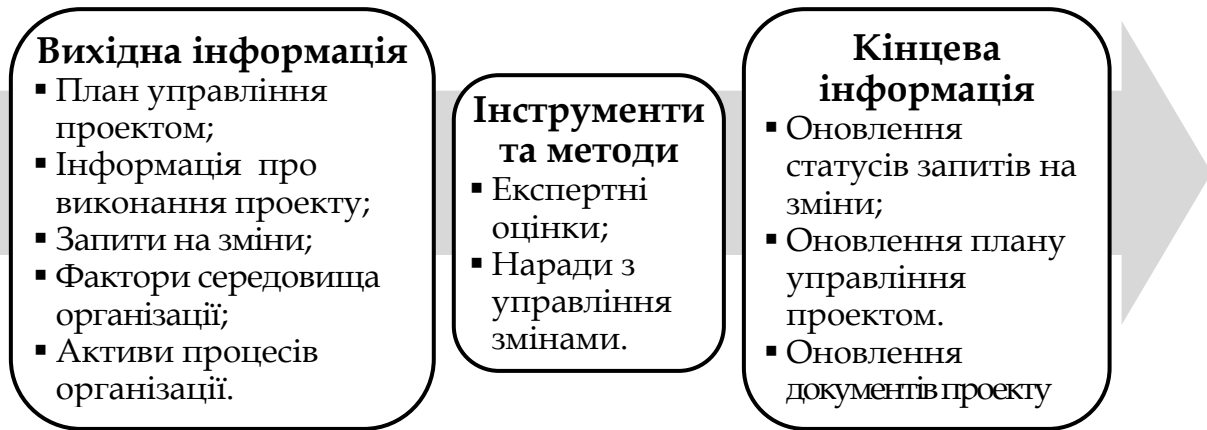 Вихідна інформація
▪ План управління
проектом;
▪ Інформація про
виконання проекту;
▪ Запити на зміни;
▪ Фактори середовища
організації;
▪ Активи процесів
організації.
Інструменти
та методи
▪ Експертні
оцінки;
▪ Наради з
управління
змінами.
Кінцева
інформація
▪ Оновлення
статусів запитів на
зміни;
▪ Оновлення плану
управління
проектом.
▪ Оновлення
документів проекту